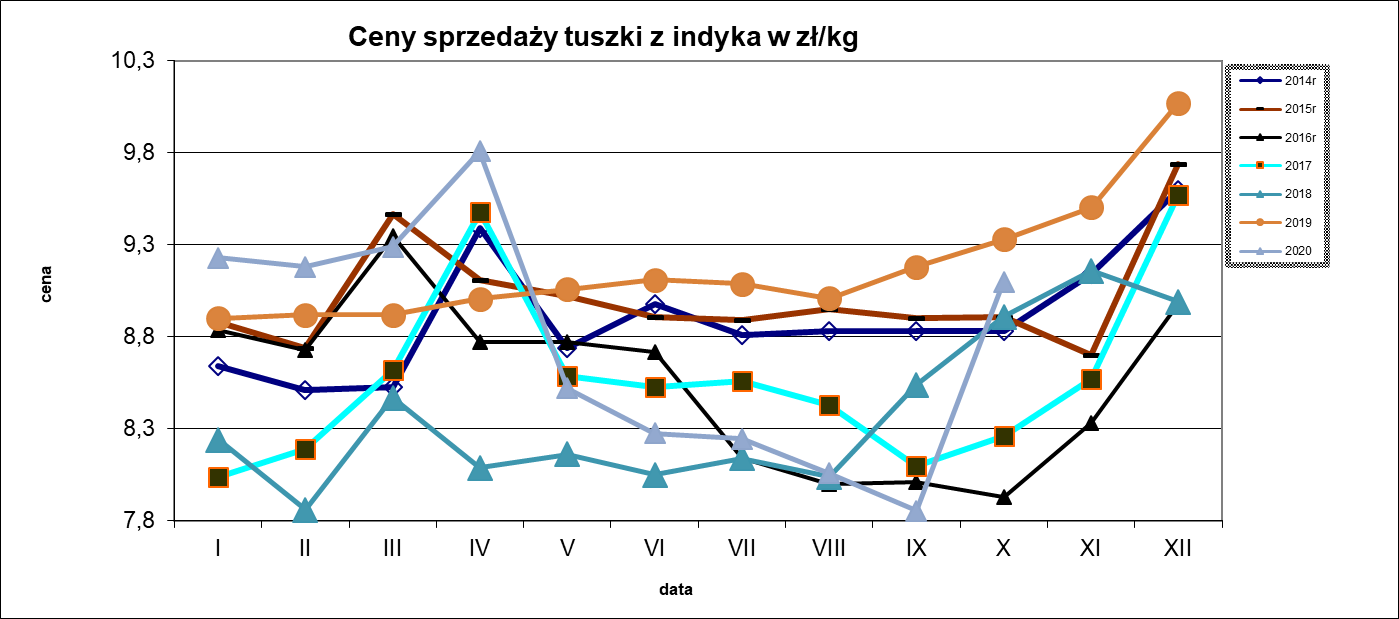 Ceny sprzedaży tuszki z indyka w zł/kg
10,3
9,8
9,3
8,8
8,3
7,8
cena
I II III IV V VI VII VIII IX X XI XII
data
2014r
2015r
2016r
2017
2018
2019
2020